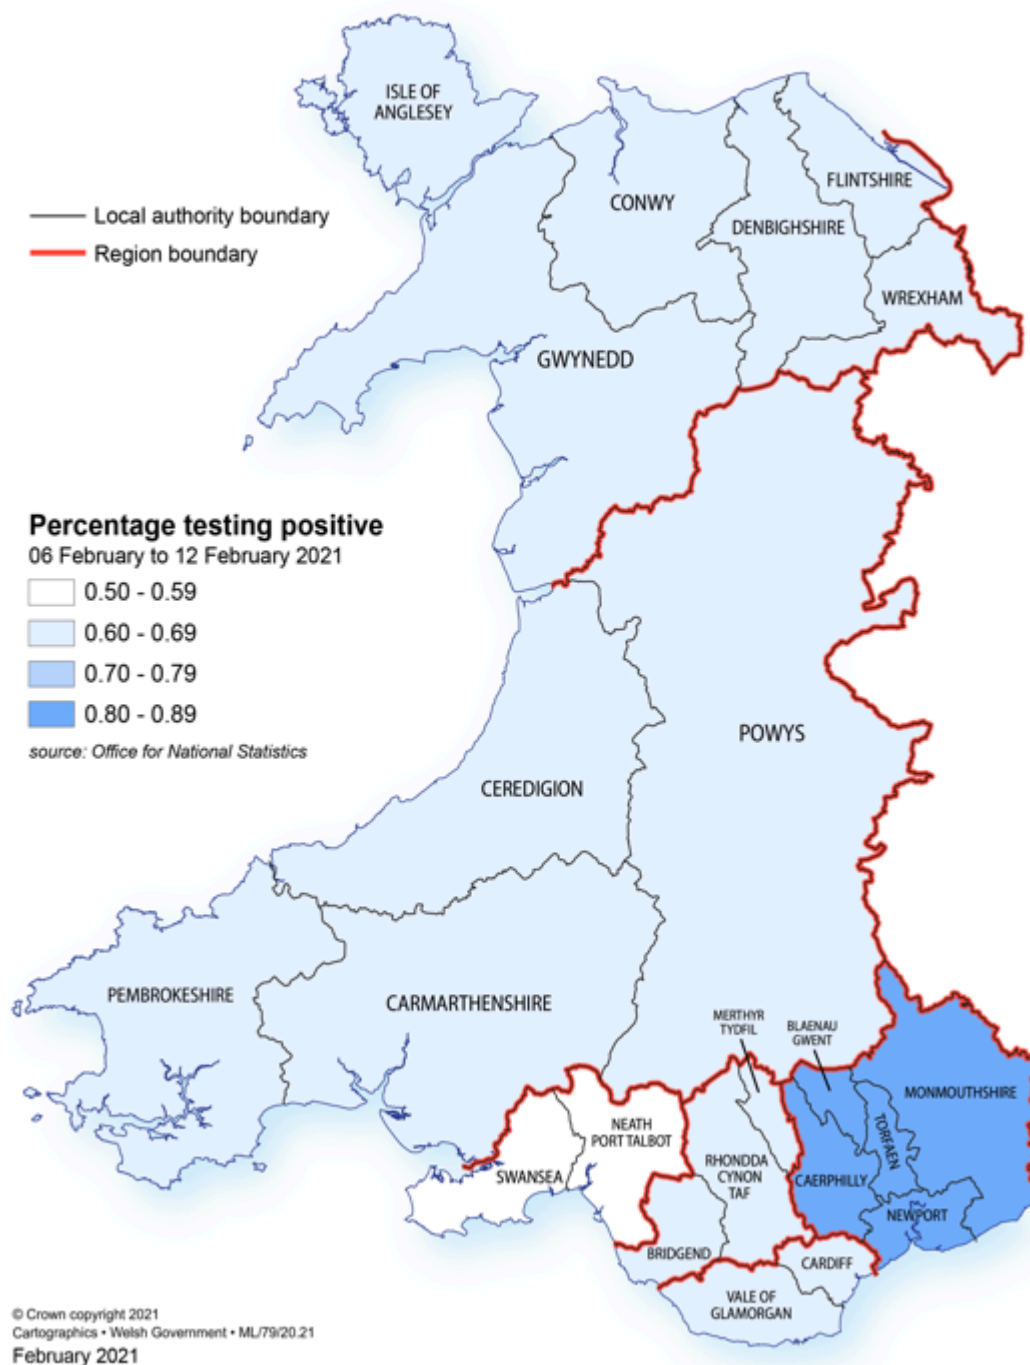 ISLE OF
ANGLESEY
Local authority boundary
Region boundary
CONWY
FLINTSHIRE
DENBIGHSHIRE
WREXHAM
GWYNEDD
Percentage testing positive
06 February to 12 February 2021
0.50 - 0.59
0.60 - 0.69
0.70 - 0.79
0.80 - 0.89
source: Office for National Statistics
POWYS
CEREDIGION
PEMBROKESHIRE
CARMARTHENSHIRE
MERTHYR
TYDFIL
BLAENAU
GWENT
MONMOUTHSHIRE
NEATH
PORT TALBOT
SWANSEA
RHONDDA
CYNON
TAF
CAERPHILLY
TORFAEN
NEWPORT
BRIDGEND
CARDIFF
VALE OF
GLAMORGAN
© Crown copyright 2021
Cartographics • Welsh Government • ML/79/20.21
February 2021